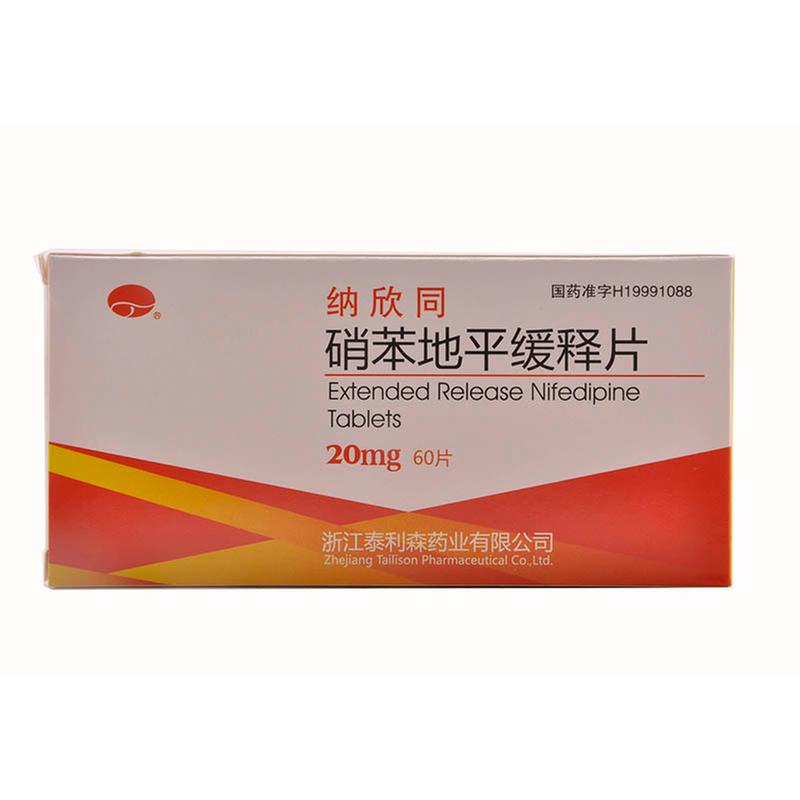 国药准字H19991088
纳欣同
硝苯地平缓释片
Extended Release Nifedipine
Tablets
20mg 60片
浙江泰利森药业有限公司
Zhejiang Tailison Pharmaceutical Co.,Ltd.
®